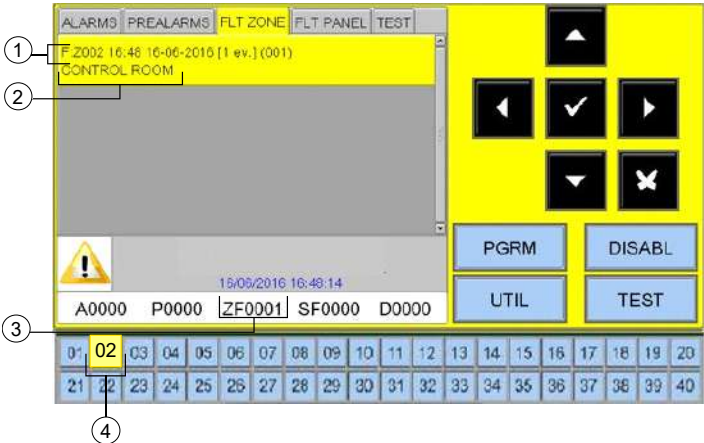 ALARMS PREALARMS FLT ZONE FLT PANEL TEST
1
F.Z002 16:48 16-06-2016 [1 ev.] (001)
CONTROL ROOM
2
PGRM DISABL
16/06/2016 16:48:14
UTIL TEST
A0000 P0000 ZF0001 SF0000 D0000
3
01 02 03 04 05 06 07 08 09 10 11 12 13 14 15 16 17 18 19 20
21 22 23 24 25 26 27 28 29 30 31 32 33 34 35 36 37 38 39 40
4